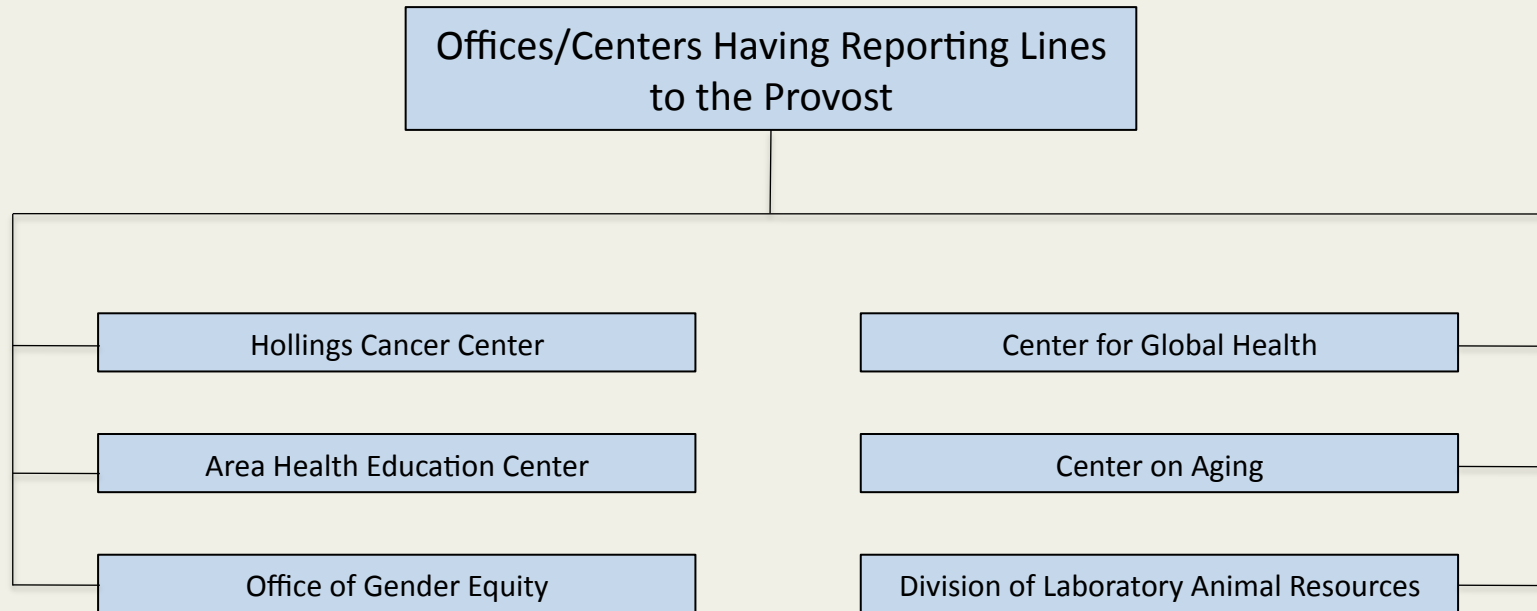 Offices/Centers Having Reporting Lines
to the Provost
Hollings Cancer Center
Center for Global Health
Area Health Education Center
Center on Aging
Office of Gender Equity
Division of Laboratory Animal Resources